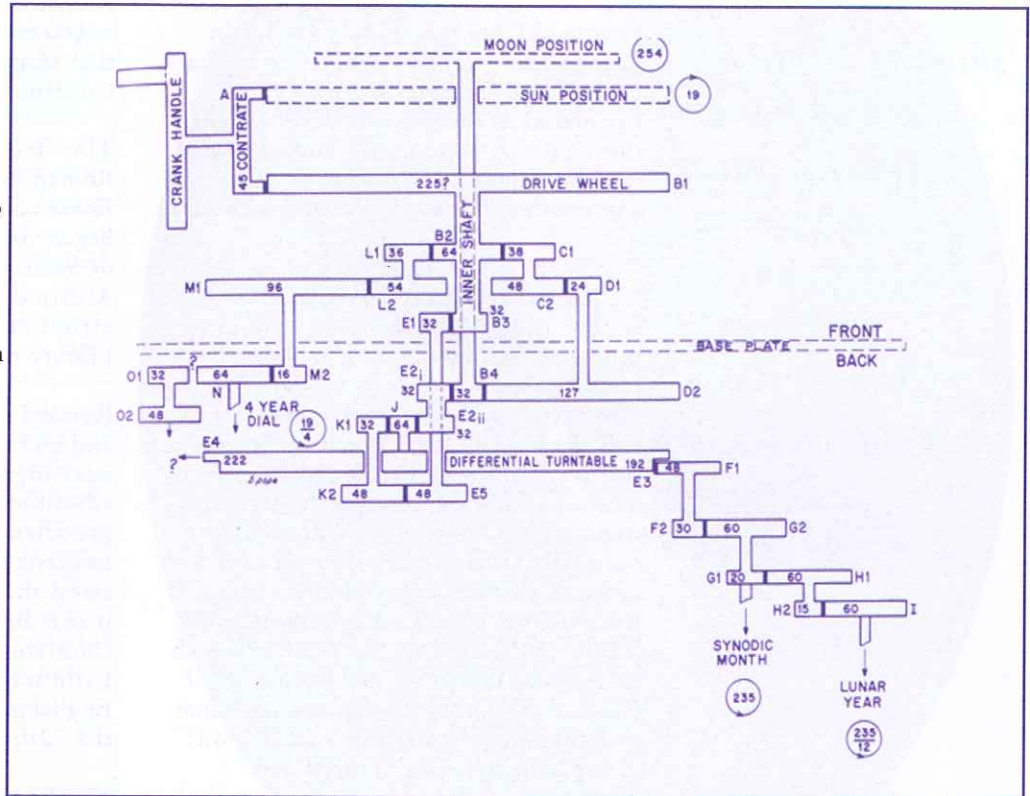 MOON POSITION 254
A SUN POSITION 19
CRANK HANDLE
45 CONTRATE
225? DRIVE WHEEL B1
INNER SHAFT
B2
L1 36 64 38 C1
M1 96 54 48 24 D1
L2 C2
32
E1 32 B3
FRONT
BASE PLATE
BACK
?
O1 32 64 16 M2
E2i B4
32 32 127 D2
N
O2 48
4 YEAR DIAL
19/4
J E2ii
K1 32 64 32
E4
? 222 DIFFERENTIAL TURNTABLE 192 48 F1
E3
K2 48 48 E5
F2 30 60 G2
G1 20 60 H1
H2 15 60 I
SYNODIC
MONTH
235
LUNAR
YEAR
235/12